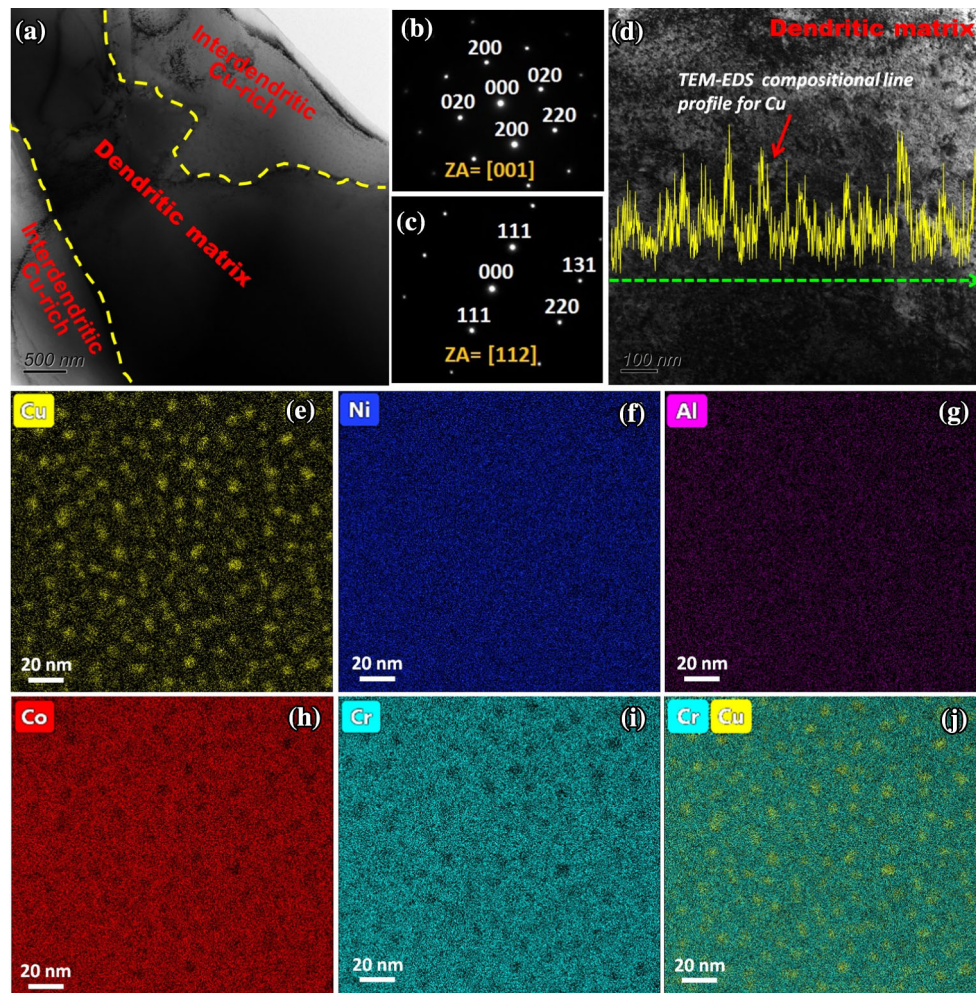 (a)
Interdendritic
Cu-rich
Dendritic matrix
Interdendritic
Cu-rich
500 nm
(b)
200
020
000
020
220
200
ZA= [001]
(c)
111
000
131
111
220
ZA= [112]
(d)
Dendritic matrix
TEM-EDS compositional line
profile for Cu
100 nm
Cu
(e)
20 nm
Ni
(f)
20 nm
Al
(g)
20 nm
Co
(h)
20 nm
Cr
(i)
20 nm
Cr Cu
(j)
20 nm